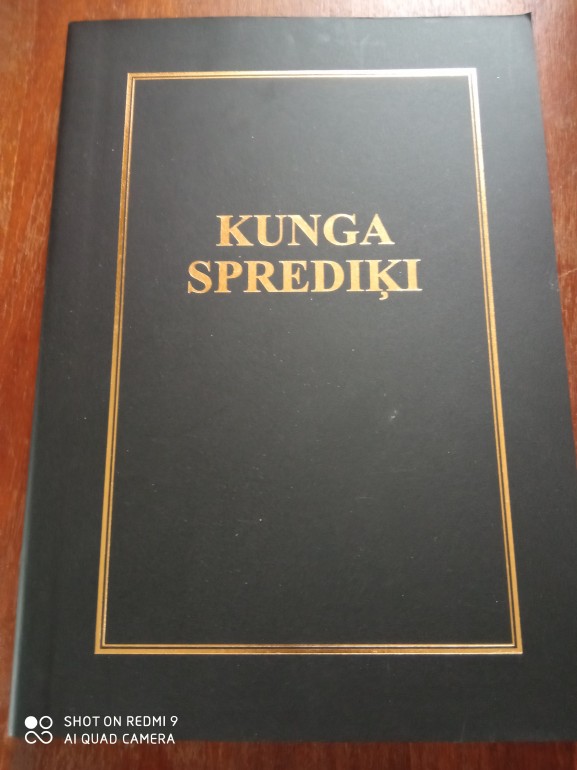 KUNGA
SPREDIĶI
SHOT ON REDMI 9
AI QUAD CAMERA